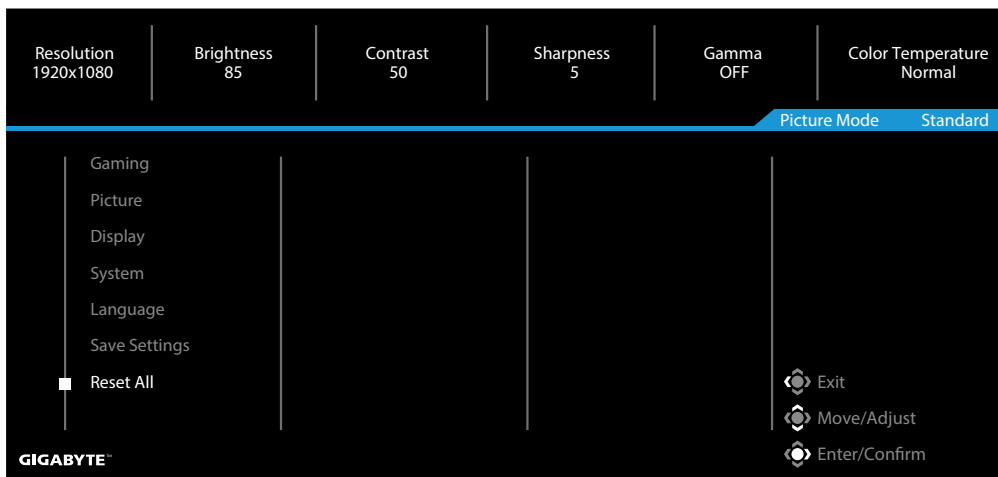 Resolution
1920x1080
Brightness
85
Contrast
50
Sharpness
5
Gamma
OFF
Color Temperature
Normal
Picture Mode Standard
Gaming
Picture
Display
System
Language
Save Settings
Reset All
Exit
Move/Adjust
Enter/Confirm
GIGABYTE™